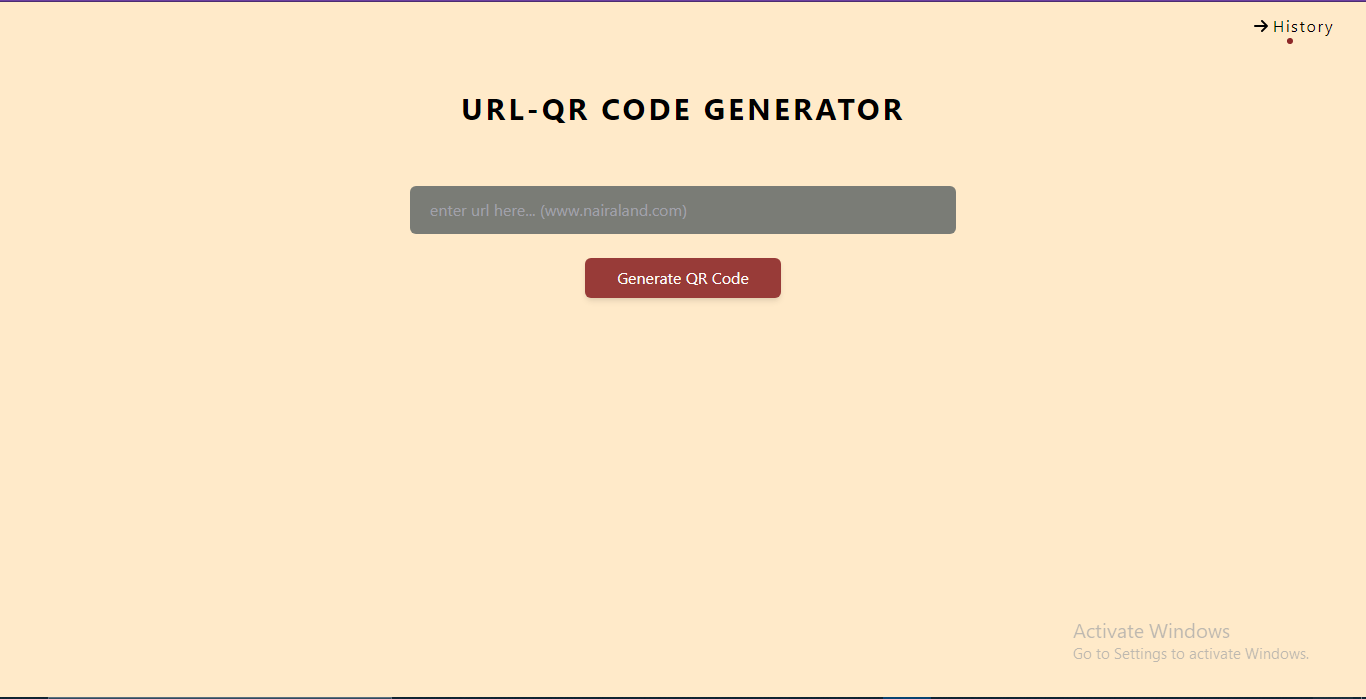 History
URL-QR CODE GENERATOR
enter url here... (www.nairaland.com)
Generate QR Code
Activate Windows
Go to Settings to activate Windows.